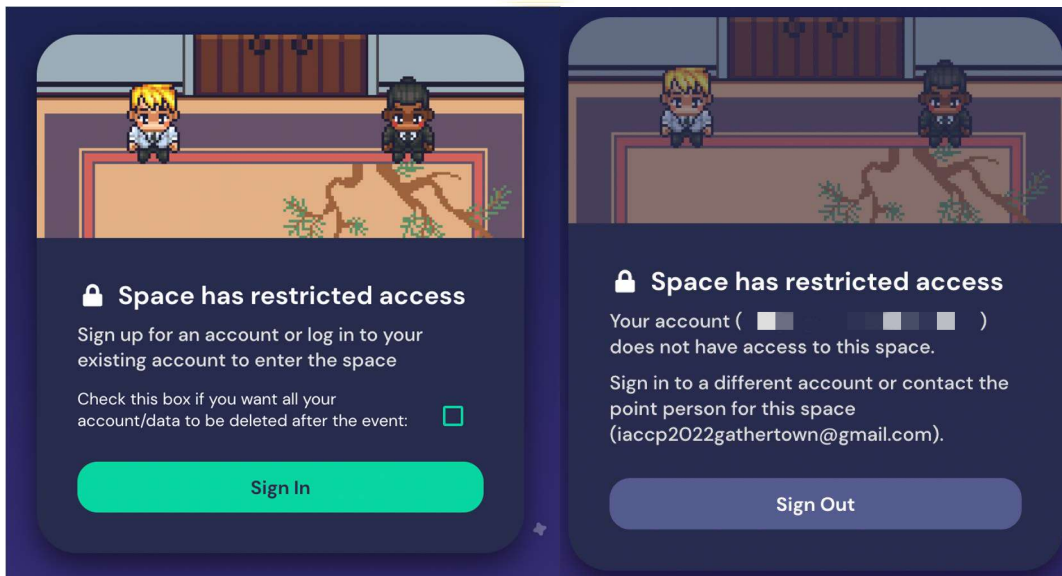 Space has restricted access
Sign up for an account or log in to your
existing account to enter the space
Check this box if you want all your
account/data to be deleted after the event:
Sign In
Space has restricted access
Your account ( )
does not have access to this space.
Sign in to a different account or contact the
point person for this space
(iaccp2022gathertown@gmail.com).
Sign Out